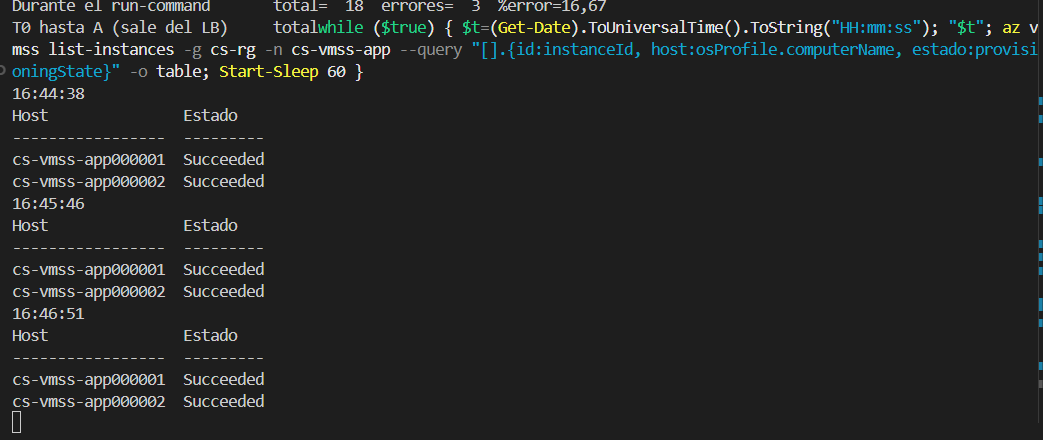 Durante el run-command       total=  18  errores=  3  %error=16,67
T0 hasta A (sale del LB)     totalwhile ($true) { $t=(Get-Date).ToUniversalTime().ToString("HH:mm:ss"); "$t"; az v
mss list-instances -g cs-rg -n cs-vmss-app --query "[].{id:instanceId, host:osProfile.computerName, estado:provisi
oningState}" -o table; Start-Sleep 60 }
16:44:38
Host               Estado
-----------------  ---------
cs-vmss-app000001  Succeeded
cs-vmss-app000002  Succeeded
16:45:46
Host               Estado
-----------------  ---------
cs-vmss-app000001  Succeeded
cs-vmss-app000002  Succeeded
16:46:51
Host               Estado
-----------------  ---------
cs-vmss-app000001  Succeeded
cs-vmss-app000002  Succeeded